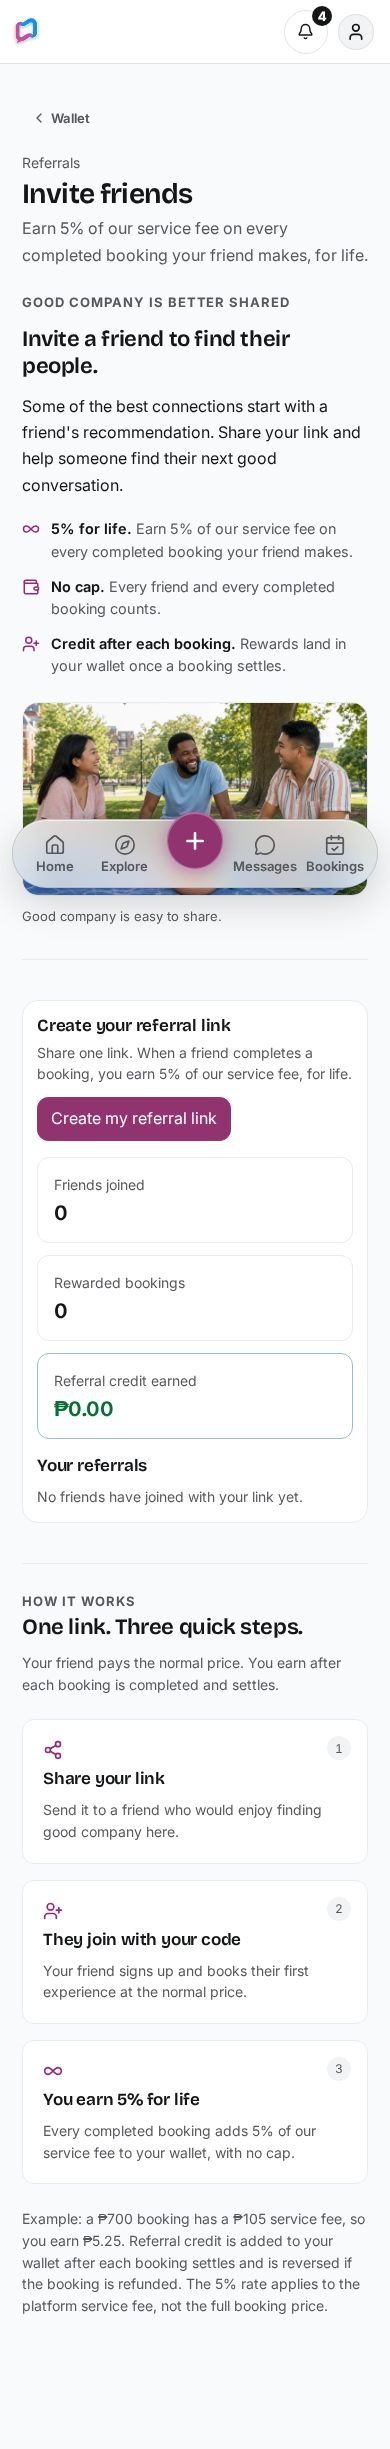 4
Wallet
Referrals
Invite friends
Earn 5% of our service fee on every
completed booking your friend makes, for life.
GOOD COMPANY IS BETTER SHARED
Invite a friend to find their
people.
Some of the best connections start with a
friend's recommendation. Share your link and
help someone find their next good
conversation.
5% for life. Earn 5% of our service fee on
every completed booking your friend makes.
No cap. Every friend and every completed
booking counts.
Credit after each booking. Rewards land in
your wallet once a booking settles.
Home
Explore
Messages
Bookings
Good company is easy to share.
Create your referral link
Share one link. When a friend completes a
booking, you earn 5% of our service fee, for life.
Create my referral link
Friends joined
0
Rewarded bookings
0
Referral credit earned
₱0.00
Your referrals
No friends have joined with your link yet.
HOW IT WORKS
One link. Three quick steps.
Your friend pays the normal price. You earn after
each booking is completed and settles.
1
Share your link
Send it to a friend who would enjoy finding
good company here.
2
They join with your code
Your friend signs up and books their first
experience at the normal price.
3
You earn 5% for life
Every completed booking adds 5% of our
service fee to your wallet, with no cap.
Example: a ₱700 booking has a ₱105 service fee, so
you earn ₱5.25. Referral credit is added to your
wallet after each booking settles and is reversed if
the booking is refunded. The 5% rate applies to the
platform service fee, not the full booking price.